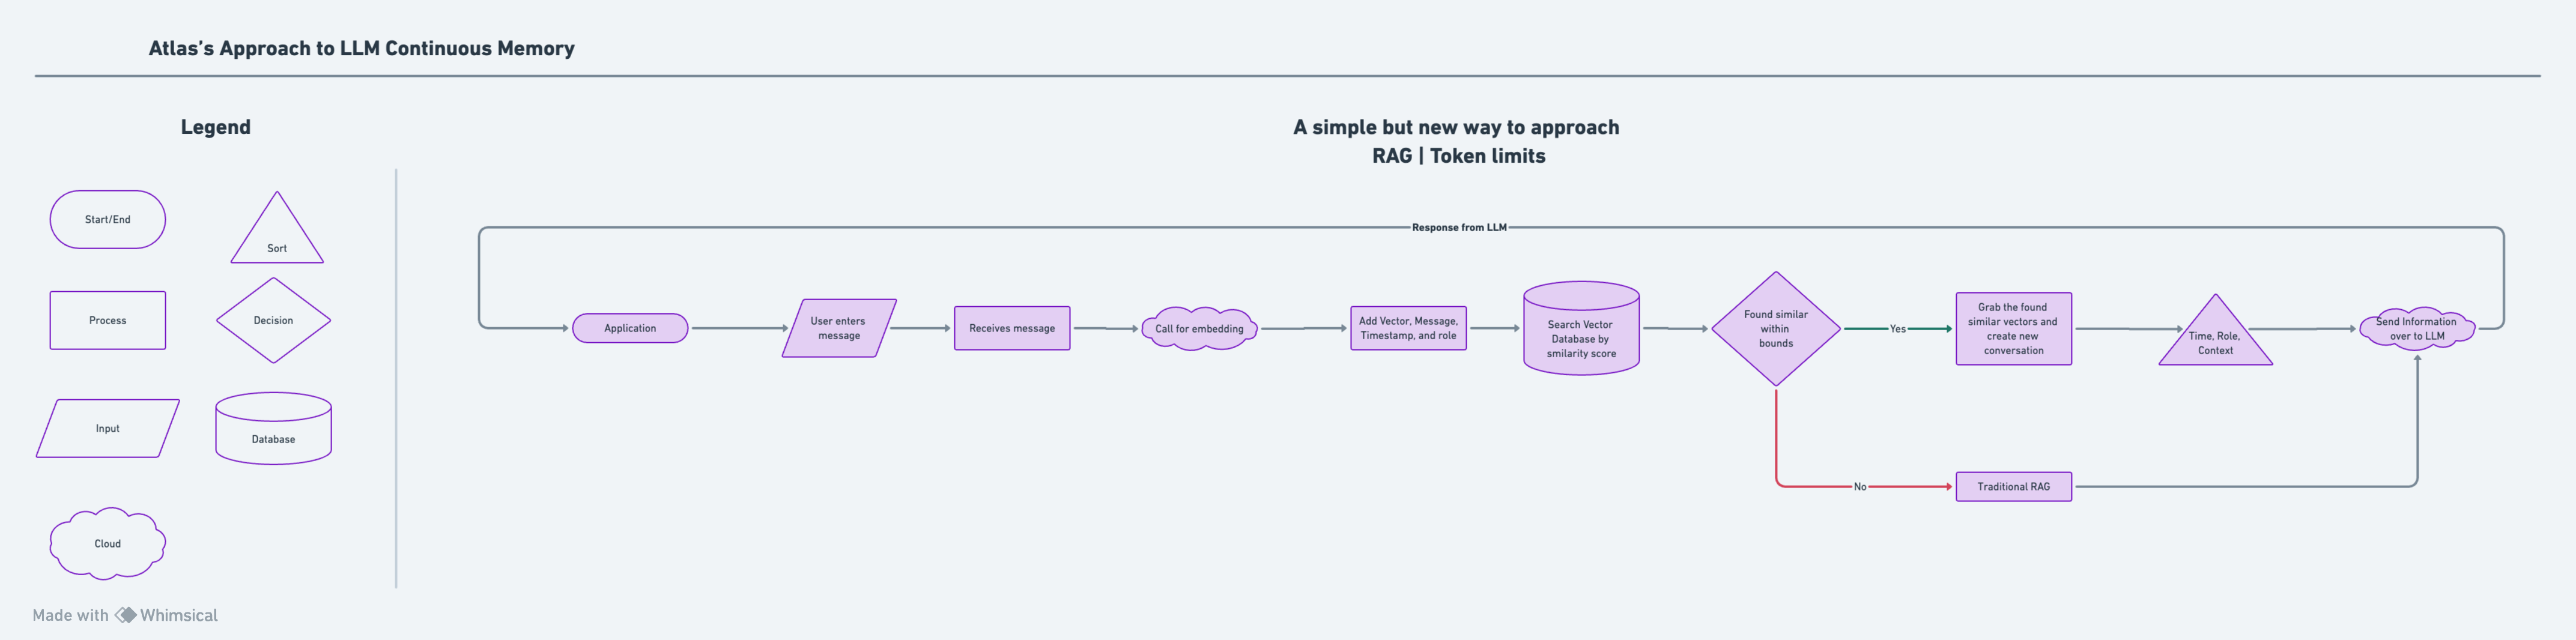 Atlas’s Approach to LLM Continuous Memory
Legend
Start/End
Sort
Process
Decision
Input
Database
Cloud
A simple but new way to approach
RAG | Token limits
Response from LLM
Application
User enters
message
Receives message
Call for embedding
Add Vector, Message,
Timestamp, and role
Search Vector
Database by
smilarity score
Found similar
within
bounds
Yes
Grab the found
similar vectors and
create new
conversation
Time, Role,
Context
Send Information
over to LLM
No
Traditional RAG
Made with Whimsical